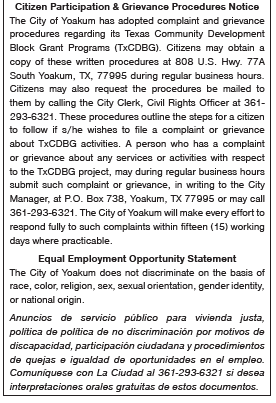 Citizen Participation & Grievance Procedures Notice
The City of Yoakum has adopted complaint and grievance
procedures regarding its Texas Community Development
Block Grant Programs (TxCDBG). Citizens may obtain a
copy of these written procedures at 808 U.S. Hwy. 77A
South Yoakum, TX, 77995 during regular business hours.
Citizens may also request the procedures be mailed to
them by calling the City Clerk, Civil Rights Officer at 361-
293-6321. These procedures outline the steps for a citizen
to follow if s/he wishes to file a complaint or grievance
about TxCDBG activities. A person who has a complaint
or grievance about any services or activities with respect
to the TxCDBG project, may during regular business hours
submit such complaint or grievance, in writing to the City
Manager, at P.O. Box 738, Yoakum, TX 77995 or may call
361-293-6321. The City of Yoakum will make every effort to
respond fully to such complaints within fifteen (15) working
days where practicable.
Equal Employment Opportunity Statement
The City of Yoakum does not discriminate on the basis of
race, color, religion, sex, sexual orientation, gender identity,
or national origin.
Anuncios de servicio público para vivienda justa,
política de política de no discriminación por motivos de
discapacidad, participación ciudadana y procedimientos
de quejas e igualdad de oportunidades en el empleo.
Comuníquese con La Ciudad al 361-293-6321 si desea
interpretaciones orales gratuitas de estos documentos.